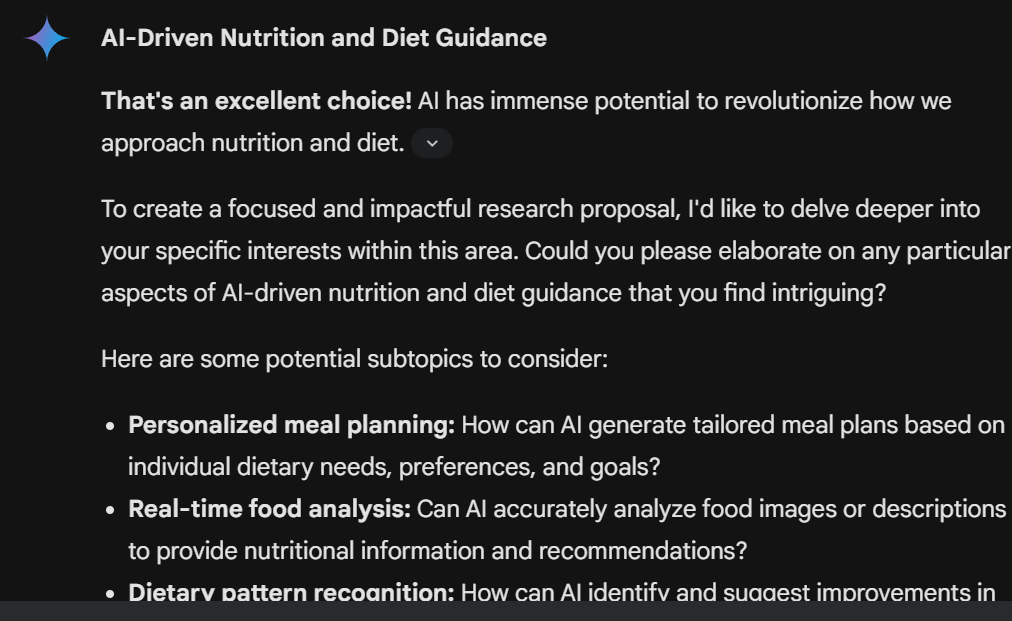 AI-Driven Nutrition and Diet Guidance
That's an excellent choice! AI has immense potential to revolutionize how we
approach nutrition and diet.
To create a focused and impactful research proposal, I'd like to delve deeper into
your specific interests within this area. Could you please elaborate on any particular
aspects of AI-driven nutrition and diet guidance that you find intriguing?
Here are some potential subtopics to consider:
• Personalized meal planning: How can AI generate tailored meal plans based on
individual dietary needs, preferences, and goals?
• Real-time food analysis: Can AI accurately analyze food images or descriptions
to provide nutritional information and recommendations?
• Dietary pattern recognition: How can AI identify and suggest improvements in